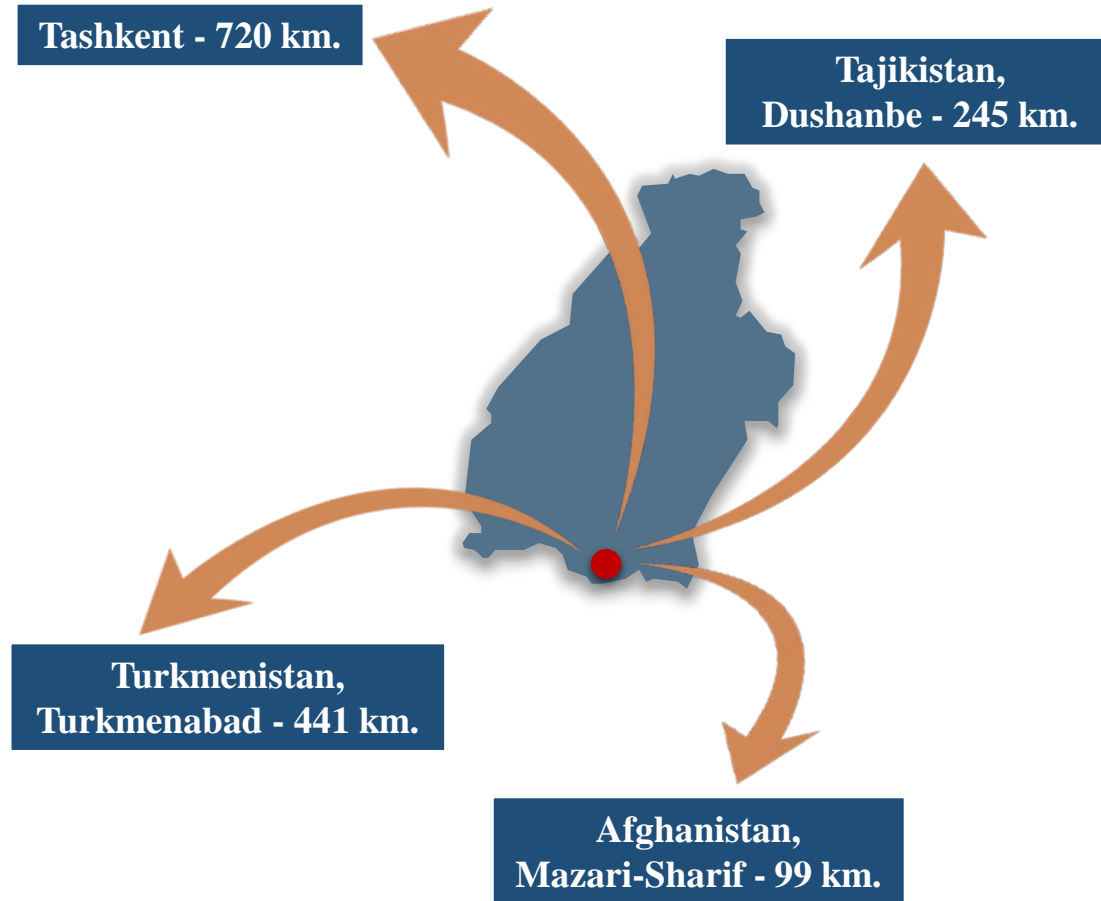 Tashkent - 720 km.
Tajikistan,
Dushanbe - 245 km.
Turkmenistan,
Turkmenabad - 441 km.
Afghanistan,
Mazari-Sharif - 99 km.